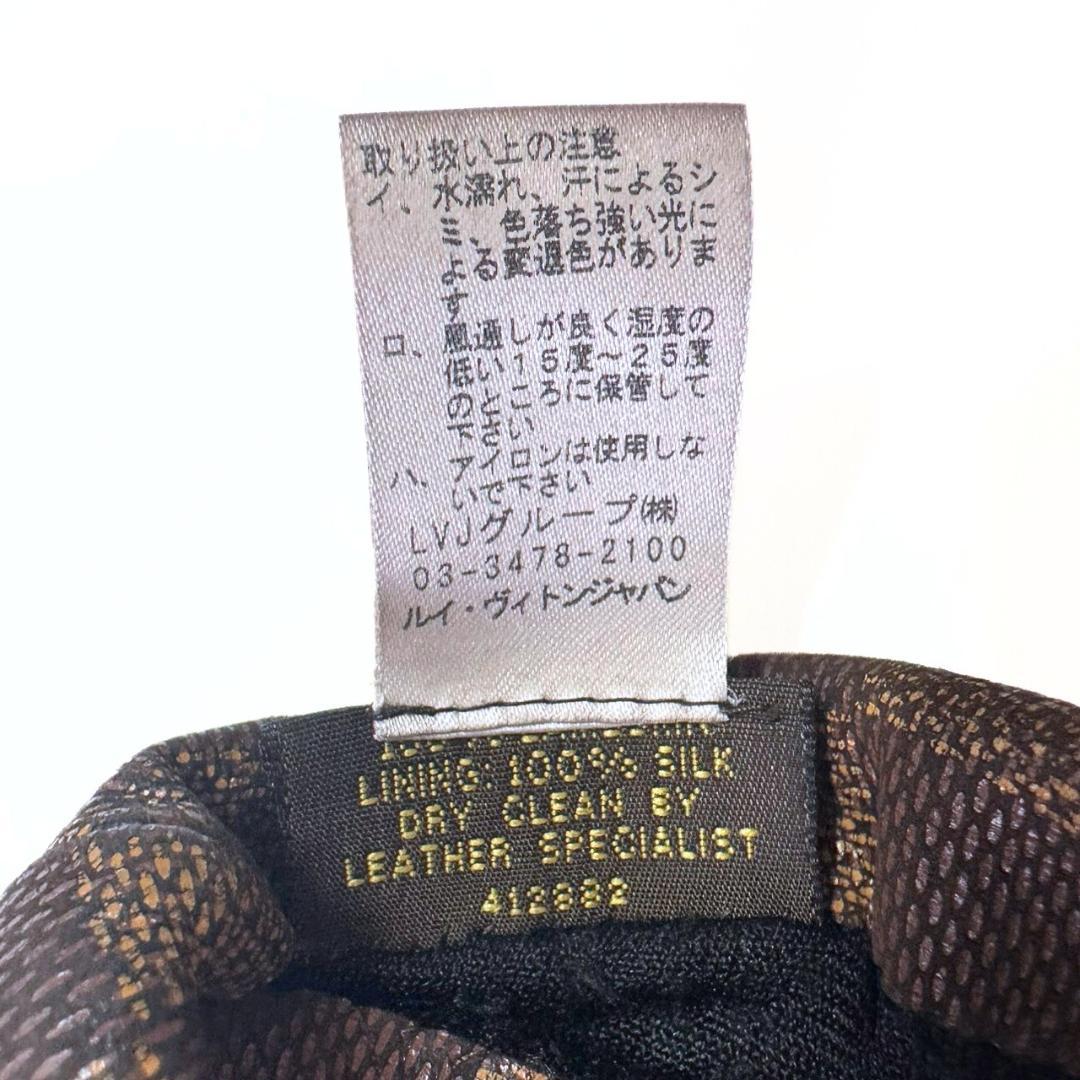 取り扱い上の注意
イ、水濡れ、汗によるシ
ミ、色落ち強い光に
よる変退色がありま
す
ロ、風通しが良く湿度の
低い15度~25度
のところに保管して
下さい
ハ、アイロンは使用しな
いで下さい
LVJグループ(株)
03-3478-2100
ルイ・ヴィトンジャパン
LINING: 100% SILK
DRY CLEAN BY
LEATHER SPECIALIST
412882